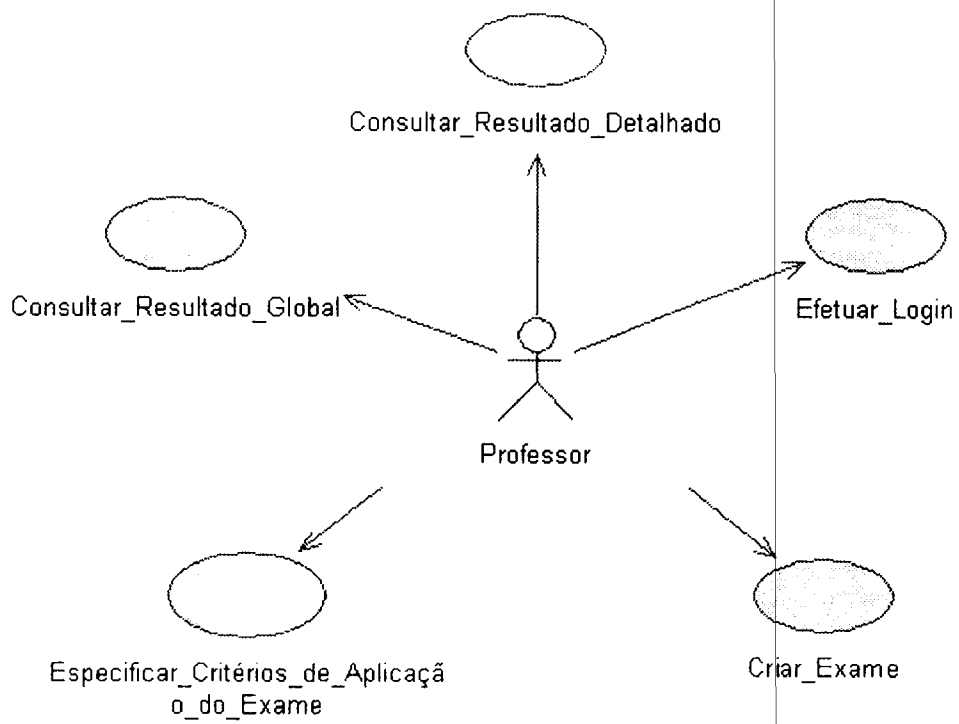 Consultar_Resultado_Detalhado
Consultar_Resultado_Global
Efetuar_Login
Professor
Especificar_Critérios_de_Aplicaçã
o_do_Exame
Criar_Exame